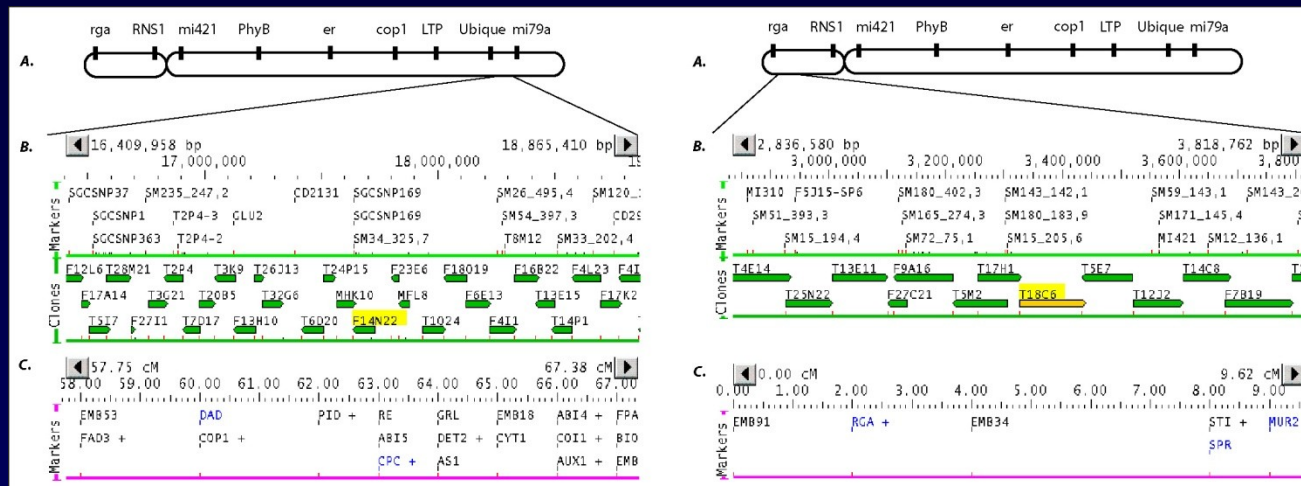 rga RNS1 mi421 PhyB er cop1 LTP Ubique mi79a
A.
B.
16,409,958 bp 18,865,410 bp
17,000,000 18,000,000 19
Markers
SGCSNP37 SM235_247,2 CD2131 SGCSNP169 SM26_495,4 SM120_
SGCSNP1 T2P4-3 GLU2 SGCSNP169 SM54_397,3 CD29
SGCSNP363 T2P4-2 SM34_325,7 T8M12 SM33_202,4
Clones
F12L6 T28M21 T2P4 T3K9 T26J13 T24P15 F23E6 F18O19 F16B22 F4L23 F4I
F17A14 T3G21 T20B5 T32G6 MHK10 MFL8 F6E13 T13E15 F17K2
T5I7 F27I1 T7D17 F13H10 T6D20 F14N22 T1O24 F4I1 T14P1
C.
57.75 cM 67.38 cM
58.00 59.00 60.00 61.00 62.00 63.00 64.00 65.00 66.00 67.00
Markers
EMB53 DAD PID + RE GRL EMB18 ABI4 + FPA
FAD3 + COP1 + ABI5 DET2 + CYT1 COI1 + BIO
CPC + AS1 AUX1 + EMB
rga RNS1 mi421 PhyB er cop1 LTP Ubique mi79a
A.
B.
2,836,580 bp 3,818,762 bp
3,000,000 3,200,000 3,400,000 3,600,000 3,80
Markers
MI310 F5J15-SP6 SM180_402,3 SM143_142,1 SM59_143,1 SM143_2
SM51_393,3 SM165_274,3 SM180_183,9 SM171_145,4
SM15_194,4 SM72_75,1 SM15_205,6 MI421 SM12_136,1
Clones
T4E14 T13E11 F9A16 T17H1 T5E7 T14C8
T25N22 F27C21 T5M2 T18C6 T12J2 F7B19
C.
0.00 cM 9.62 cM
0.00 1.00 2.00 3.00 4.00 5.00 6.00 7.00 8.00 9.00
Markers
EMB91 RGA + EMB34 STI + MUR2
SPR